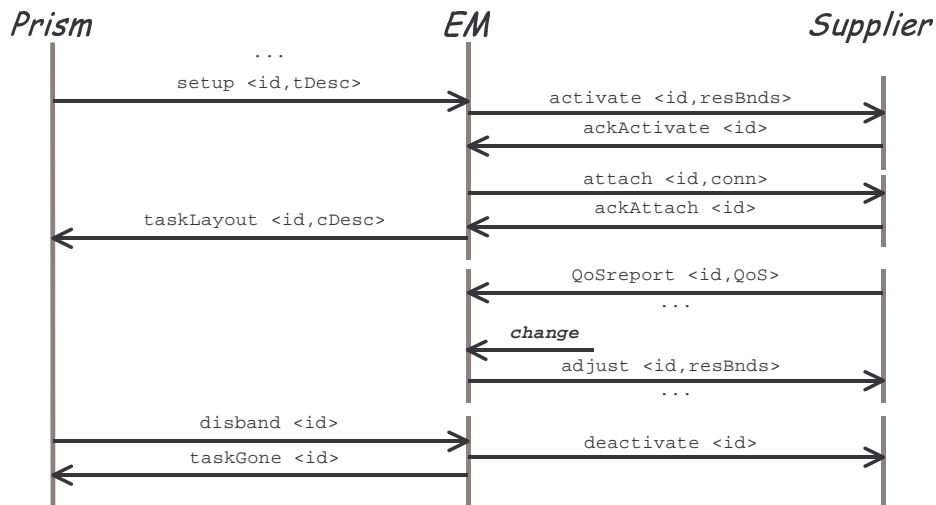 Prism EM Supplier
...
setup <id,tDesc>
activate <id,resBnds>
ackActivate <id>
attach <id,conn>
ackAttach <id>
taskLayout <id,cDesc>
QoSreport <id,QoS>
...
change
adjust <id,resBnds>
...
disband <id>
deactivate <id>
taskGone <id>